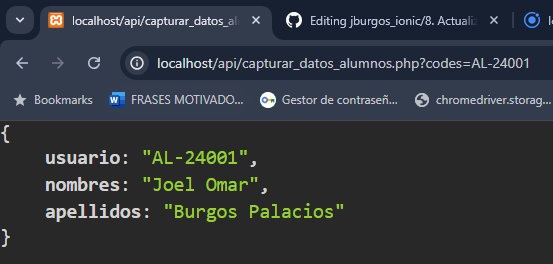 localhost/api/capturar_datos_a
Editing jburgos_ionic/8. Actualiz
localhost/api/capturar_datos_alumnos.php?codes=AL-24001
Bookmarks
FRASES MOTIVADO...
Gestor de contraseñ...
chromedriver.storag...
{
usuario: "AL-24001",
nombres: "Joel Omar",
apellidos: "Burgos Palacios"
}